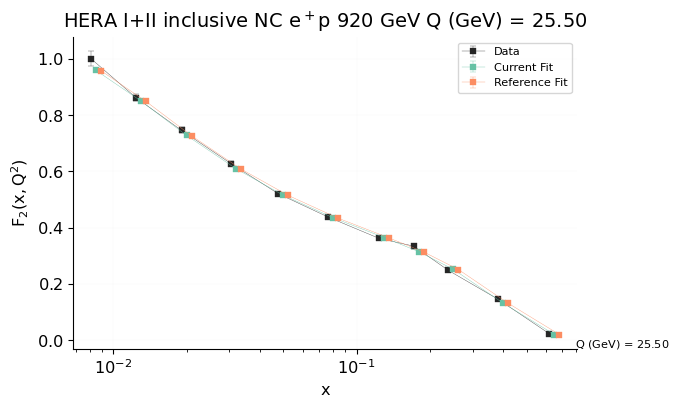 HERA I+II inclusive NC e⁺p 920 GeV Q (GeV) = 25.50
Data
Current Fit
Reference Fit
1.0
0.8
0.6
0.4
0.2
0.0
F₂(x, Q²)
10⁻²
10⁻¹
Q (GeV) = 25.50
x